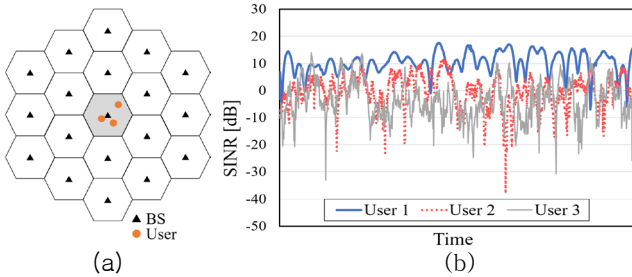 ▲ BS
● User
(a)
30
20
10
0
-10
-20
-30
-40
-50
SINR [dB]
User 1
User 2
User 3
Time
(b)